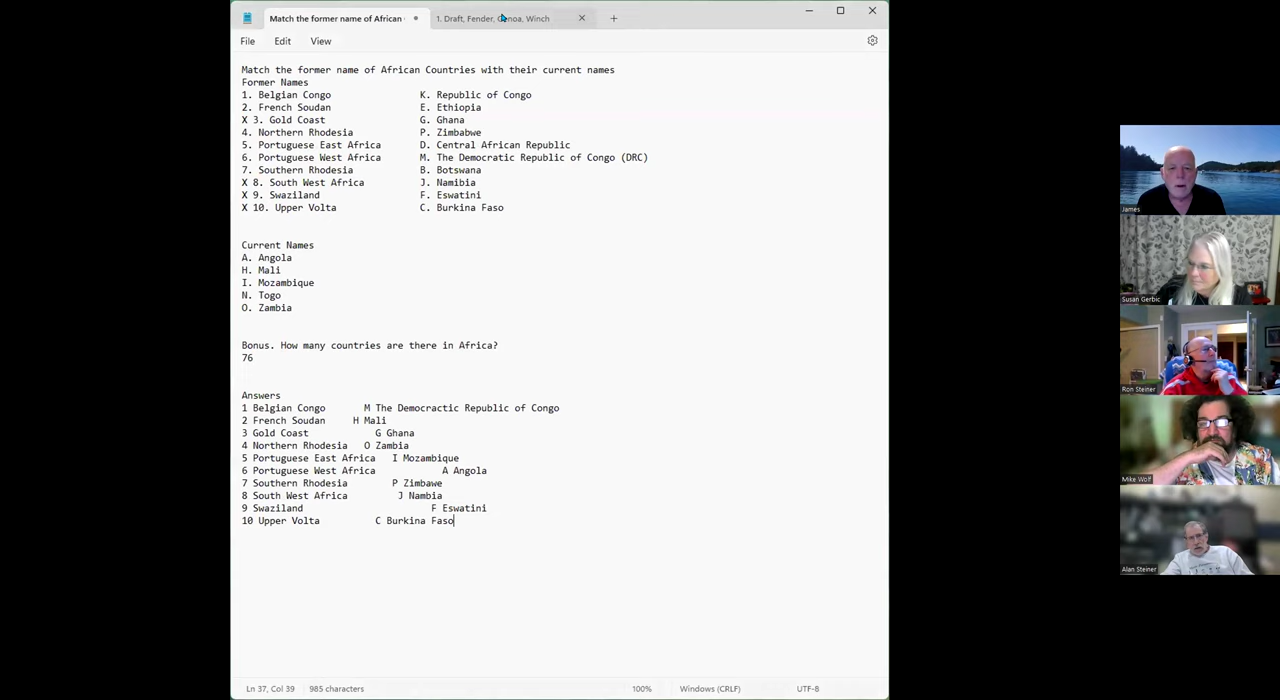 Match the former name of African
1. Draft, Fender, Genoa, Winch
File Edit View
Match the former name of African Countries with their current names
Former Names
1. Belgian Congo K. Republic of Congo
2. French Soudan E. Ethiopia
X 3. Gold Coast G. Ghana
4. Northern Rhodesia P. Zimbabwe
5. Portuguese East Africa D. Central African Republic
6. Portuguese West Africa M. The Democratic Republic of Congo (DRC)
7. Southern Rhodesia B. Botswana
X 8. South West Africa J. Namibia
X 9. Swaziland F. Eswatini
X 10. Upper Volta C. Burkina Faso
Current Names
A. Angola
H. Mali
I. Mozambique
N. Togo
O. Zambia
Bonus. How many countries are there in Africa?
76
Answers
1 Belgian Congo M The Democractic Republic of Congo
2 French Soudan H Mali
3 Gold Coast G Ghana
4 Northern Rhodesia O Zambia
5 Portuguese East Africa I Mozambique
6 Portuguese West Africa A Angola
7 Southern Rhodesia P Zimbawe
8 South West Africa J Nambia
9 Swaziland F Eswatini
10 Upper Volta C Burkina Faso
Ln 37, Col 39 985 characters 100% Windows (CRLF) UTF-8
James
Susan Gerbic
Ron Steiner
Mike Wolf
Alan Steiner